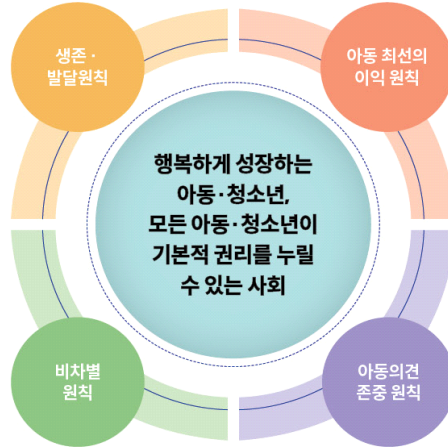 생존 ·
발달원칙
아동 최선의
이익 원칙
행복하게 성장하는
아동·청소년,
모든 아동·청소년이
기본적 권리를 누릴
수 있는 사회
비차별
원칙
아동의견
존중 원칙